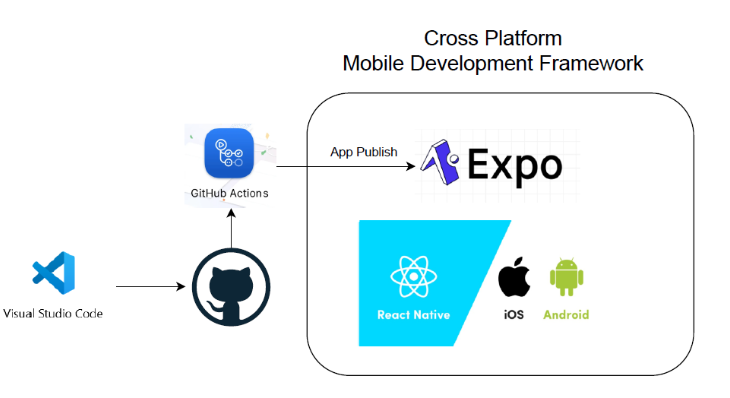 Cross Platform
Mobile Development Framework
App Publish
Expo
GitHub Actions
React Native
iOS
Android
Visual Studio Code